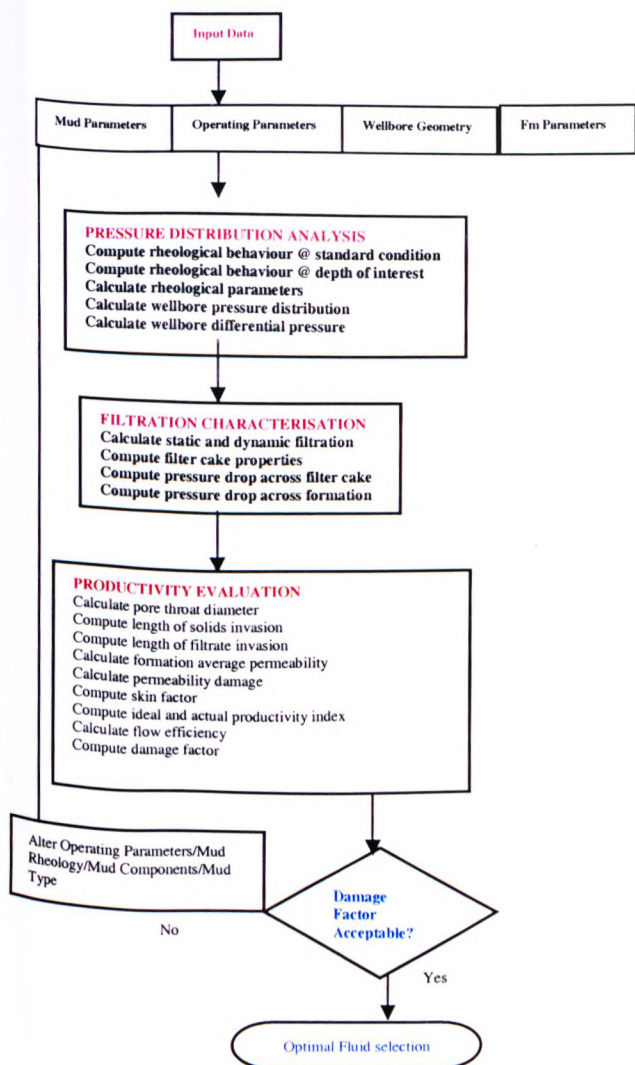 Input Data
Mud Parameters
Operating Parameters
Wellbore Geometry
Fm Parameters
PRESSURE DISTRIBUTION ANALYSIS
Compute rheological behaviour @ standard condition
Compute rheological behaviour @ depth of interest
Calculate rheological parameters
Calculate wellbore pressure distribution
Calculate wellbore differential pressure
FILTRATION CHARACTERISATION
Calculate static and dynamic filtration
Compute filter cake properties
Compute pressure drop across filter cake
Compute pressure drop across formation
PRODUCTIVITY EVALUATION
Calculate pore throat diameter
Compute length of solids invasion
Compute length of filtrate invasion
Calculate formation average permeability
Calculate permeability damage
Compute skin factor
Compute ideal and actual productivity index
Calculate flow efficiency
Compute damage factor
Alter Operating Parameters/Mud
Rheology/Mud Components/Mud
Type
Damage
Factor
Acceptable?
No
Yes
Optimal Fluid selection